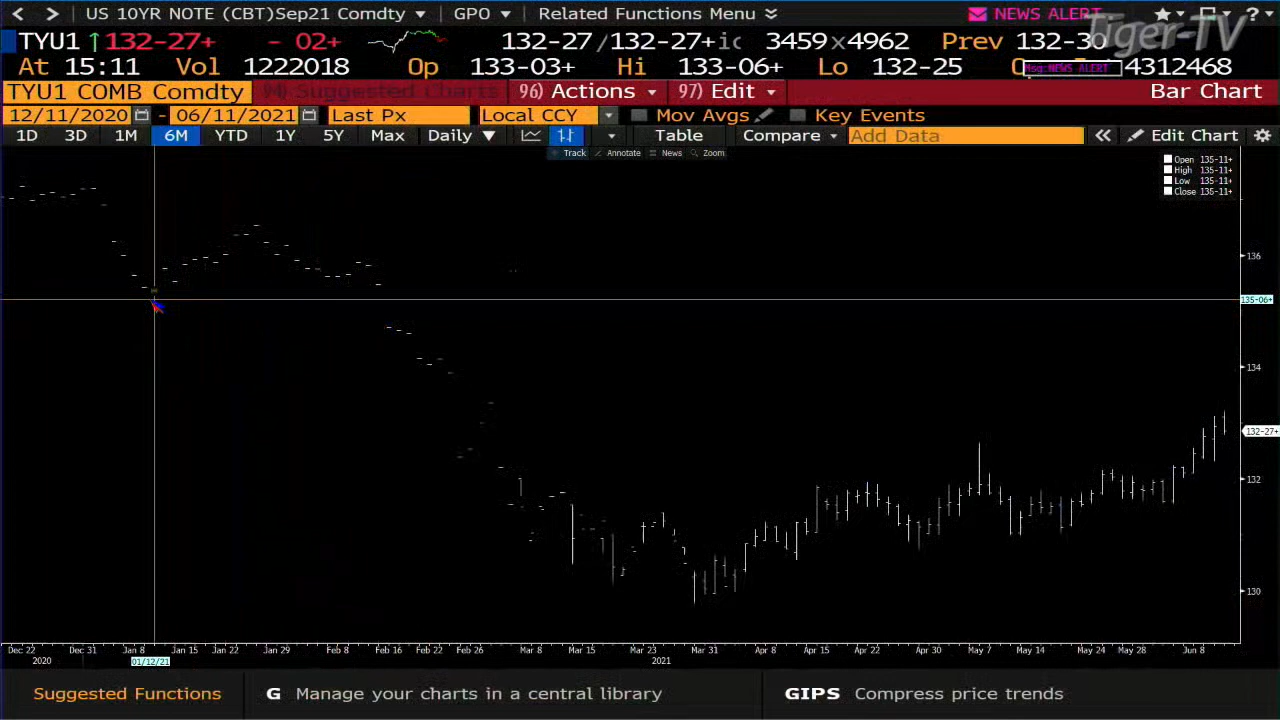 < > US 10YR NOTE (CBT)Sep21 Comdty GPO Related Functions Menu NEWS ALERT ?
TYU1 ↑132-27+ - 02+ 132-27/132-27+ic 3459x4962 Prev 132-30
At 15:11 Vol 1222018 Op 133-03+ Hi 133-06+ Lo 132-25 4312468
Tiger-TV
Msg:NEWS ALERT
TYU1 COMB Comdty 94) Suggested Charts 96) Actions 97) Edit Bar Chart
12/11/2020 - 06/11/2021 Last Px Local CCY Mov Avgs Key Events
1D 3D 1M 6M YTD 1Y 5Y Max Daily Table Compare Add Data « Edit Chart
Track Annotate News Zoom
Open 135-11+
High 135-11+
Low 135-11+
Close 135-11+
136
135-06+
134
132-27+
132
130
Dec 22 Dec 31 Jan 8 Jan 15 Jan 22 Jan 29 Feb 8 Feb 16 Feb 22 Feb 26 Mar 8 Mar 15 Mar 23 Mar 31 Apr 8 Apr 15 Apr 22 Apr 30 May 7 May 14 May 24 May 28 Jun 8
2020 01/12/21 2021
Suggested Functions G Manage your charts in a central library GIPS Compress price trends